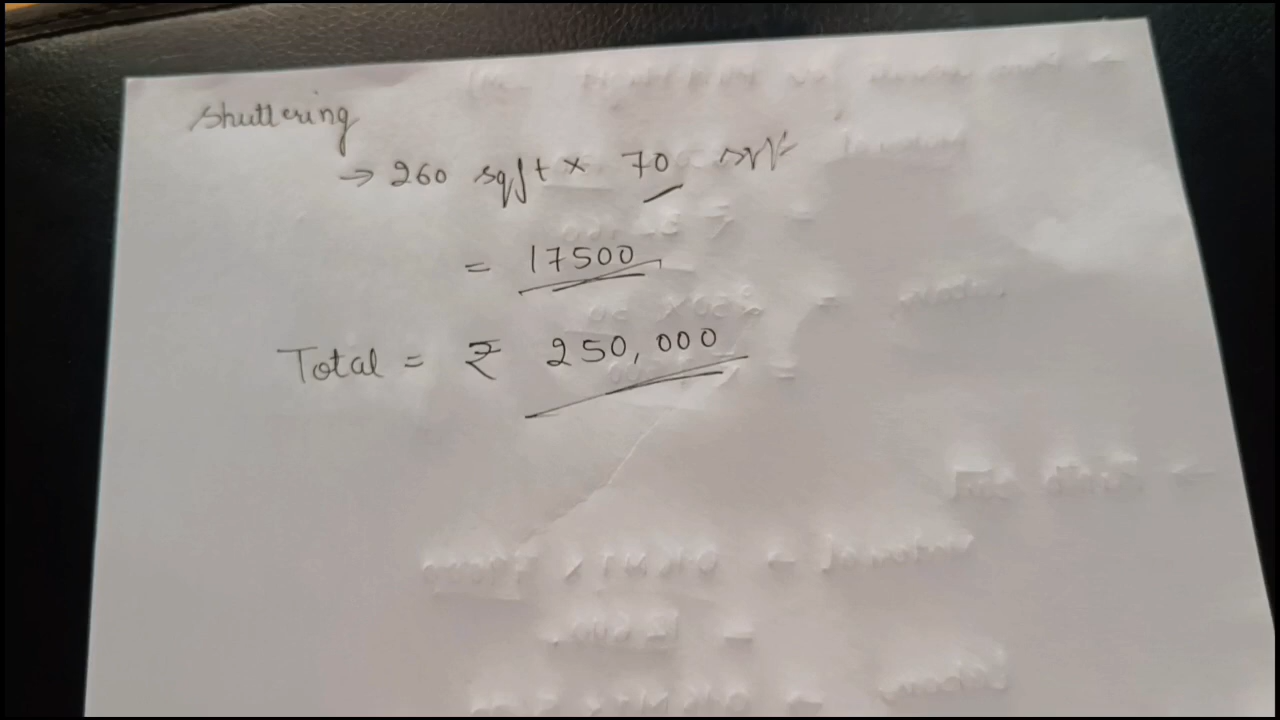 Shuttering
→ 260 sqft × 70
= 17500
Total = ₹ 250,000